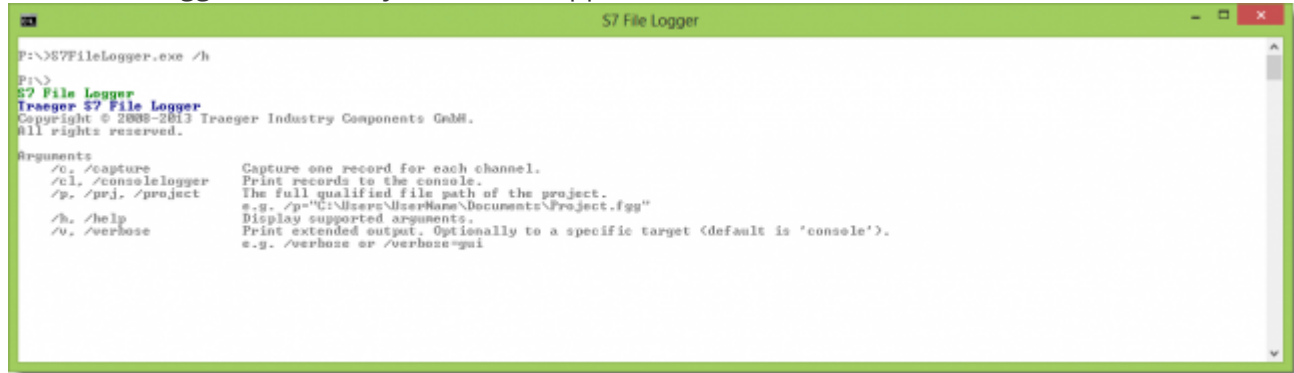 S7 File Logger
P:\>S7FileLogger.exe /h
P:\>
S7 File Logger
Traeger S7 File Logger
Copyright © 2008-2013 Traeger Industry Components GmbH.
All rights reserved.
Arguments
/c, /capture Capture one record for each channel.
/cl, /consolelogger Print records to the console.
/p, /prj, /project The full qualified file path of the project.
e.g. /p="C:\Users\UserName\Documents\Project.fgg"
/h, /help Display supported arguments.
/v, /verbose Print extended output. Optionally to a specific target (default is 'console').
e.g. /verbose or /verbose=gui